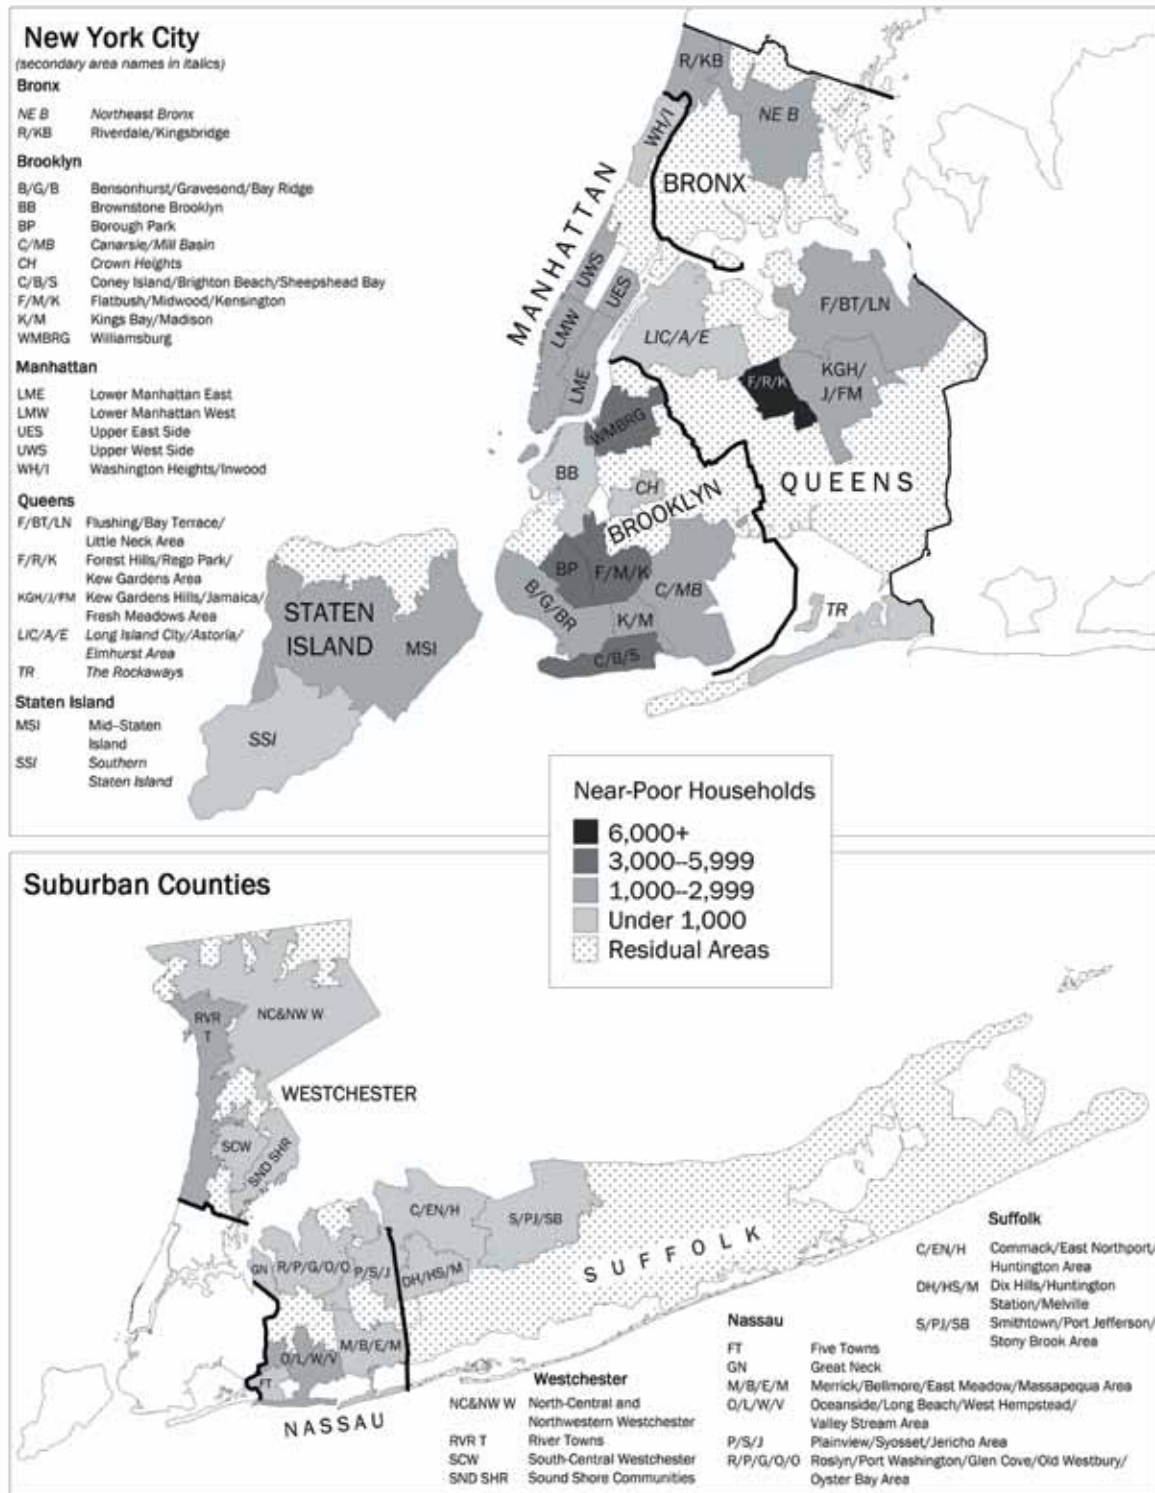 New York City
(secondary area names in italics)
Bronx
NE B Northeast Bronx
R/KB Riverdale/Kingsbridge
Brooklyn
B/G/B Bensonhurst/Gravesend/Bay Ridge
BB Brownstone Brooklyn
BP Borough Park
C/MB Canarsie/Mill Basin
CH Crown Heights
C/B/S Coney Island/Brighton Beach/Sheepshead Bay
F/M/K Flatbush/Midwood/Kensington
K/M Kings Bay/Madison
WMBRG Williamsburg
Manhattan
LME Lower Manhattan East
LMW Lower Manhattan West
UES Upper East Side
UWS Upper West Side
WH/I Washington Heights/Inwood
Queens
F/BT/LN Flushing/Bay Terrace/
Little Neck Area
F/R/K Forest Hills/Rego Park/
Kew Gardens Area
KGH/J/FM Kew Gardens Hills/Jamaica/
Fresh Meadows Area
LIC/A/E Long Island City/Astoria/
Elmhurst Area
TR The Rockaways
Staten Island
MSI Mid–Staten
Island
SSI Southern
Staten Island
R/KB
NE B
WH/I
BRONX
MANHATTAN
UWS
UES
LMW
LME
LIC/A/E
F/BT/LN
F/R/K
KGH/
J/FM
WMBRG
BB
CH
BROOKLYN
QUEENS
BP
F/M/K
C/MB
B/G/BR
K/M
C/B/S
TR
STATEN
ISLAND
MSI
SSI
Near-Poor Households
6,000+
3,000--5,999
1,000--2,999
Under 1,000
Residual Areas
Suburban Counties
RVR
T
NC&NW W
WESTCHESTER
SCW
SND SHR
C/EN/H
S/PJ/SB
GN
R/P/G/O/O
P/S/J
DH/HS/M
SUFFOLK
M/B/E/M
O/L/W/V
FT
NASSAU
Westchester
NC&NW W North-Central and
Northwestern Westchester
RVR T River Towns
SCW South-Central Westchester
SND SHR Sound Shore Communities
Nassau
FT Five Towns
GN Great Neck
M/B/E/M Merrick/Bellmore/East Meadow/Massapequa Area
O/L/W/V Oceanside/Long Beach/West Hempstead/
Valley Stream Area
P/S/J Plainview/Syosset/Jericho Area
R/P/G/O/O Roslyn/Port Washington/Glen Cove/Old Westbury/
Oyster Bay Area
Suffolk
C/EN/H Commack/East Northport/
Huntington Area
DH/HS/M Dix Hills/Huntington
Station/Melville
S/PJ/SB Smithtown/Port Jefferson/
Stony Brook Area